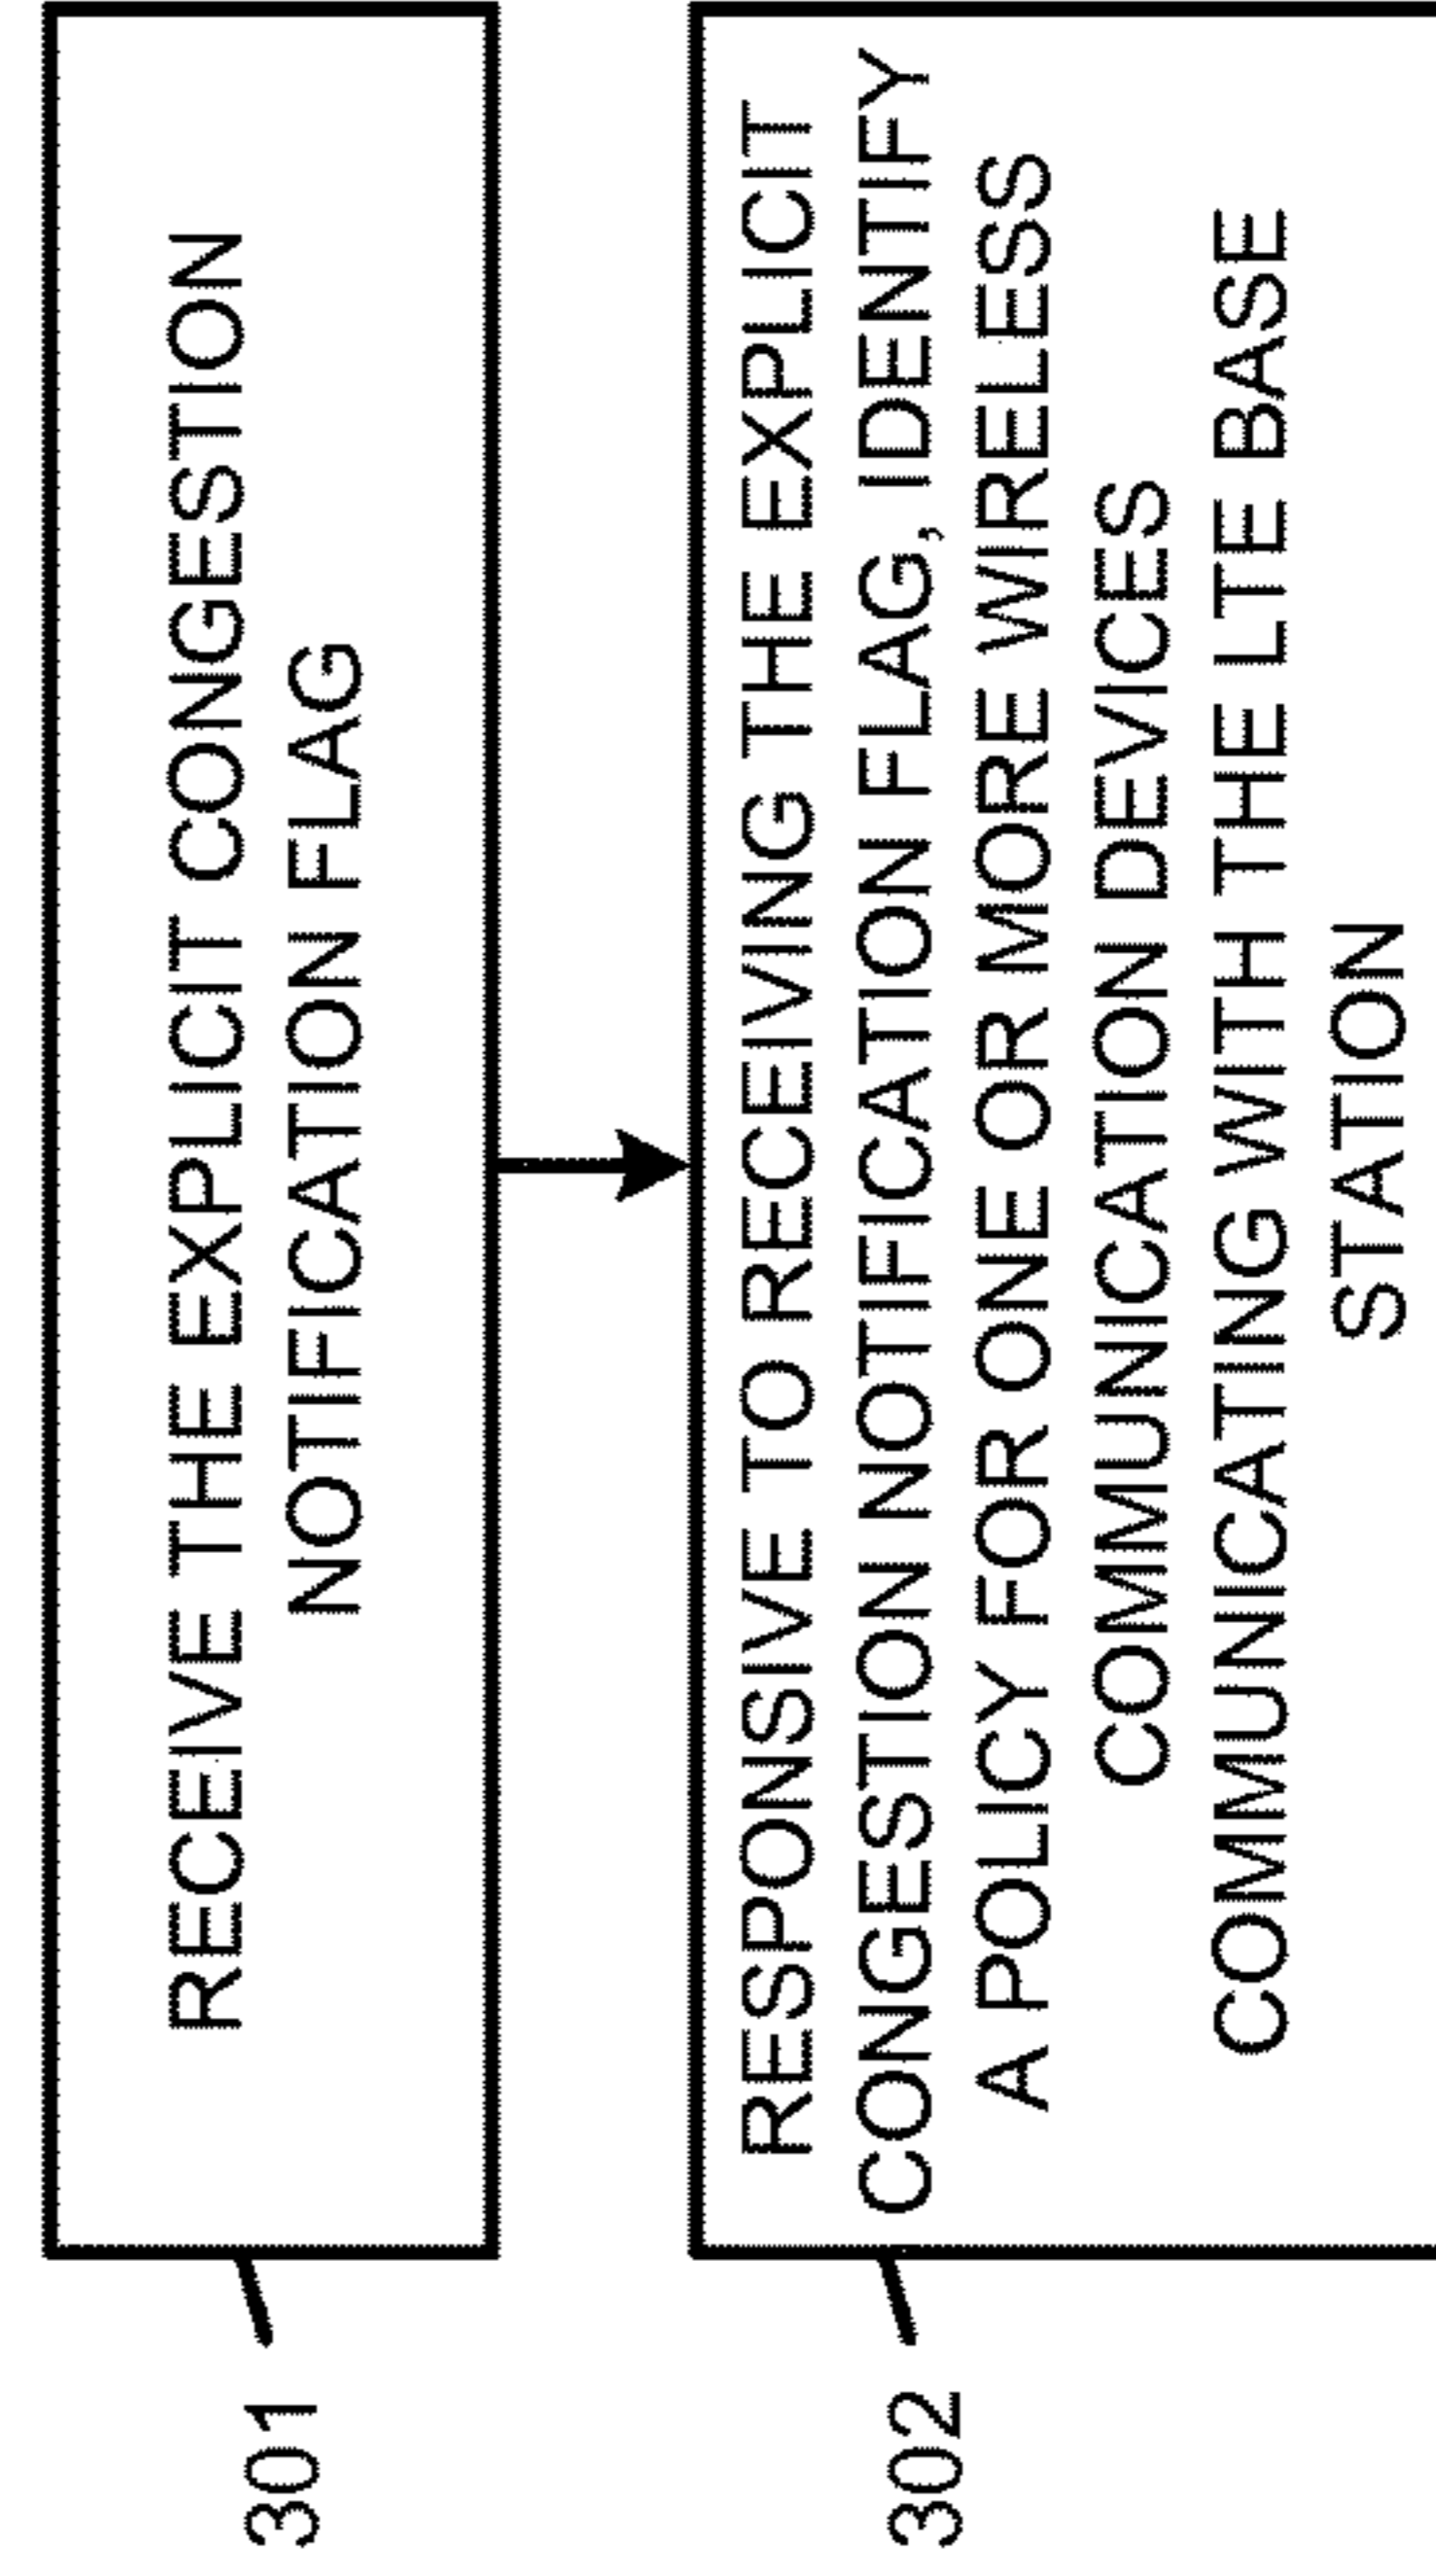 301
RECEIVE THE EXPLICIT CONGESTION
NOTIFICATION FLAG
302
RESPONSIVE TO RECEIVING THE EXPLICIT
CONGESTION NOTIFICATION FLAG, IDENTIFY
A POLICY FOR ONE OR MORE WIRELESS
COMMUNICATION DEVICES
COMMUNICATING WITH THE LTE BASE
STATION